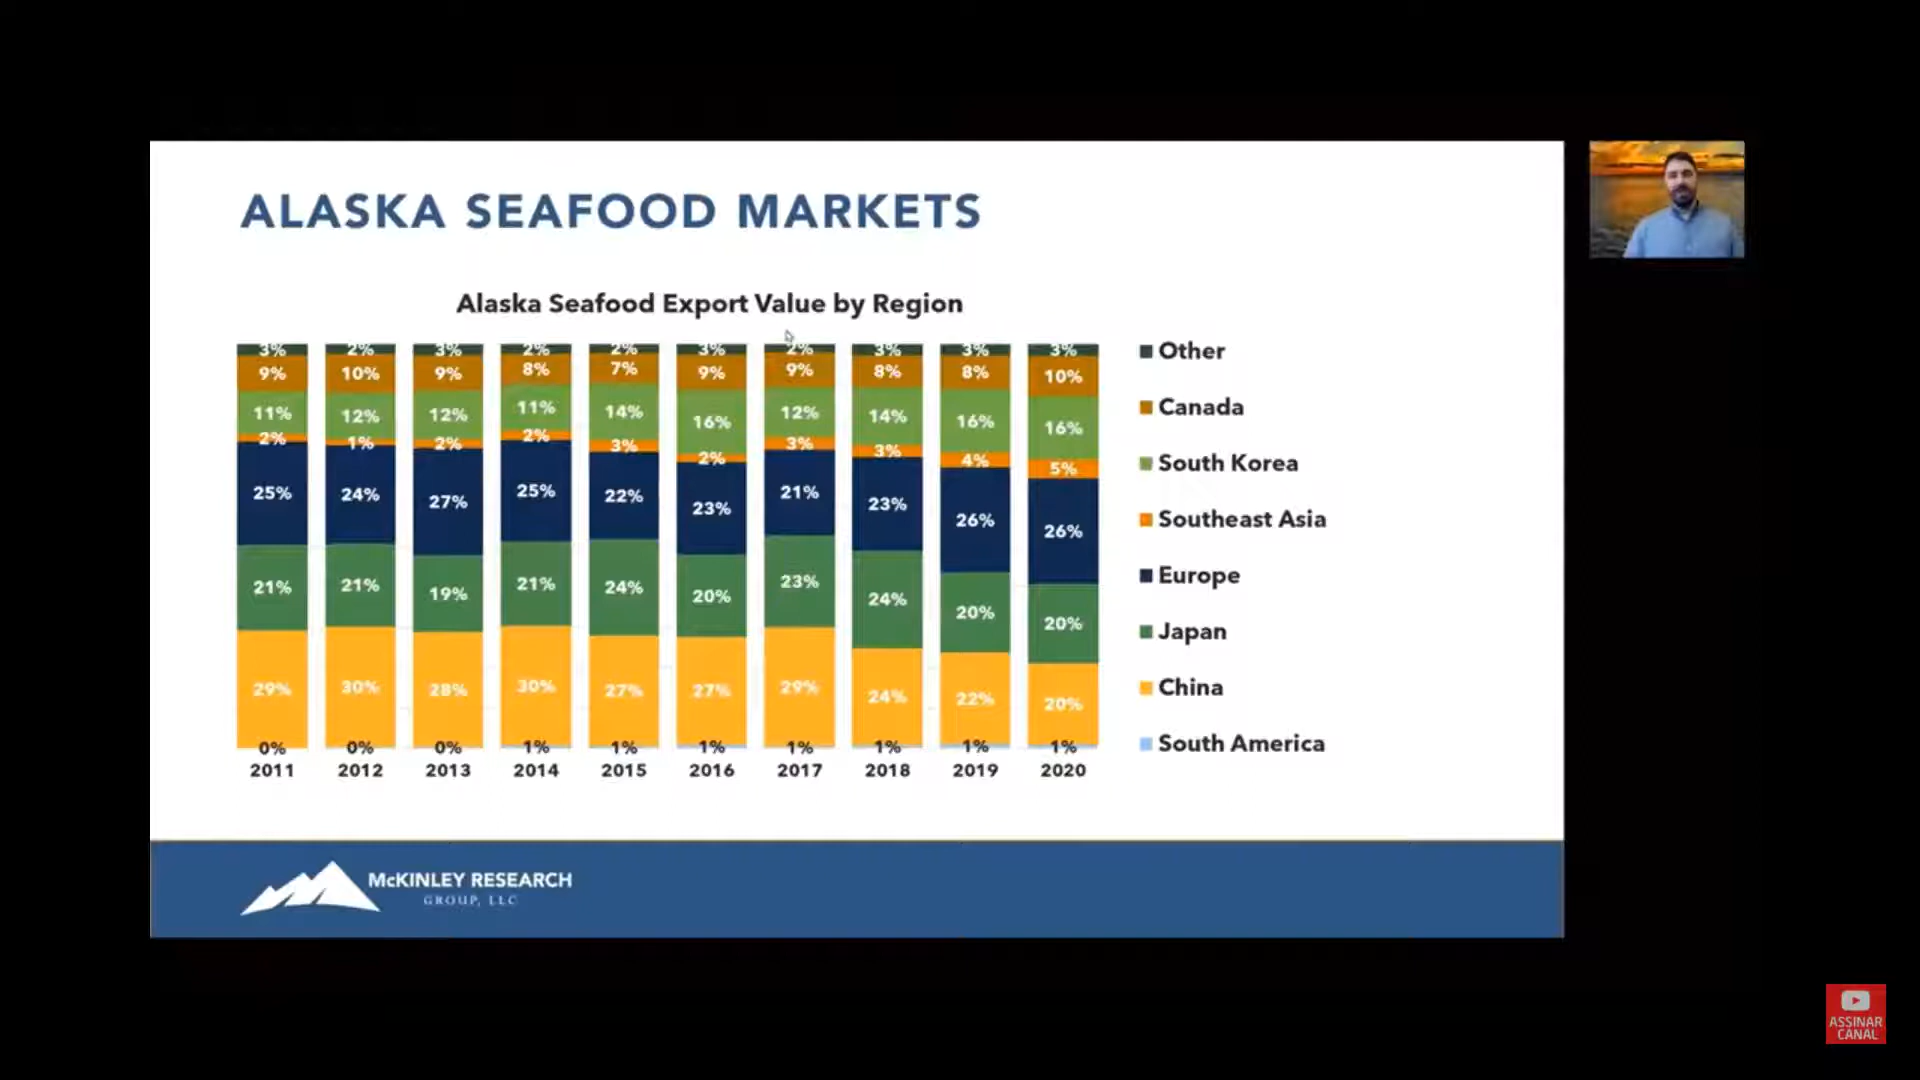 ALASKA SEAFOOD MARKETS
Alaska Seafood Export Value by Region
3% 2% 3% 2% 2% 3% 2% 3% 3% 3%
9% 10% 9% 8% 7% 9% 9% 8% 8% 10%
11% 12% 12% 11% 14% 16% 12% 14% 16% 16%
2% 1% 2% 2% 3% 2% 3% 3% 4% 5%
25% 24% 27% 25% 22% 23% 21% 23% 26% 26%
21% 21% 19% 21% 24% 20% 23% 24% 20% 20%
29% 30% 28% 30% 27% 27% 29% 24% 22% 20%
0% 0% 0% 1% 1% 1% 1% 1% 1% 1%
2011 2012 2013 2014 2015 2016 2017 2018 2019 2020
Other
Canada
South Korea
Southeast Asia
Europe
Japan
China
South America
McKINLEY RESEARCH
GROUP, LLC
ASSINAR
CANAL